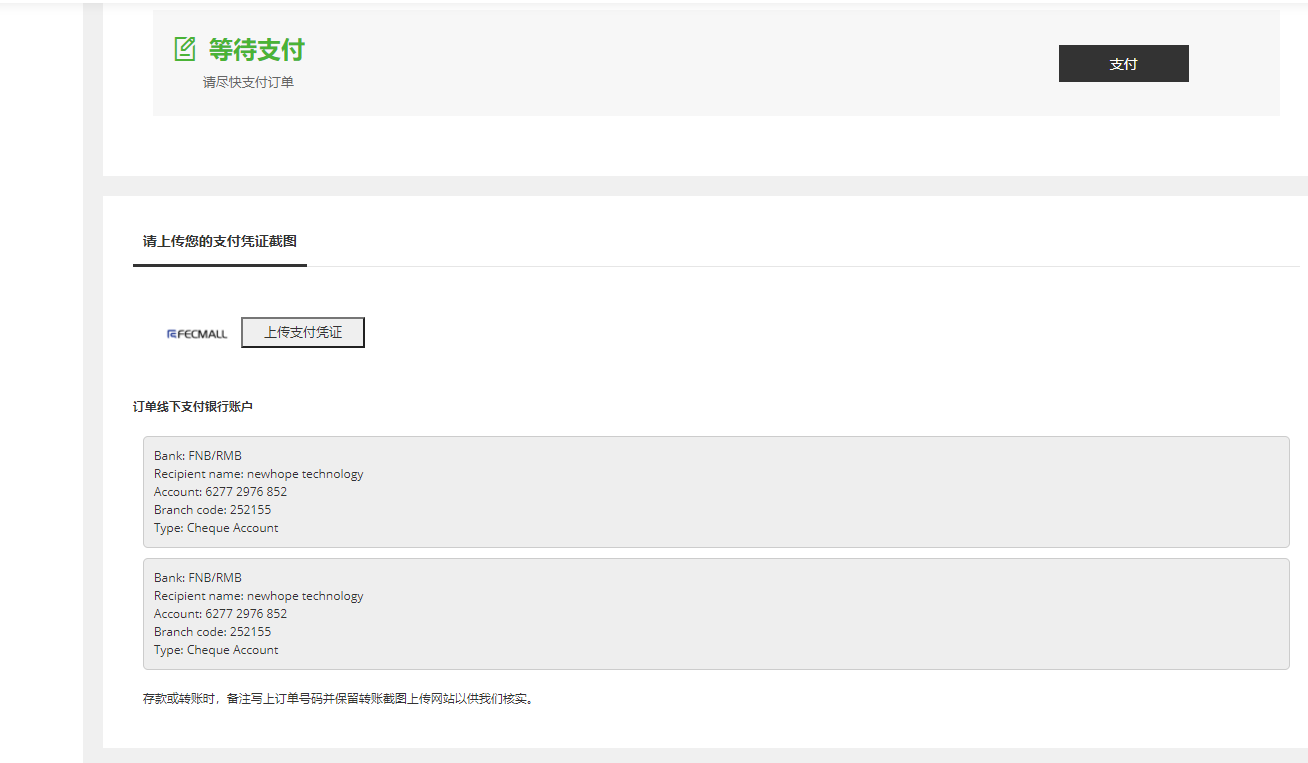 等待支付
请尽快支付订单
支付
请上传您的支付凭证截图
FECMALL
上传支付凭证
订单线下支付银行账户
Bank: FNB/RMB
Recipient name: newhope technology
Account: 6277 2976 852
Branch code: 252155
Type: Cheque Account
Bank: FNB/RMB
Recipient name: newhope technology
Account: 6277 2976 852
Branch code: 252155
Type: Cheque Account
存款或转账时，备注写上订单号码并保留转账截图上传网站以供我们核实。